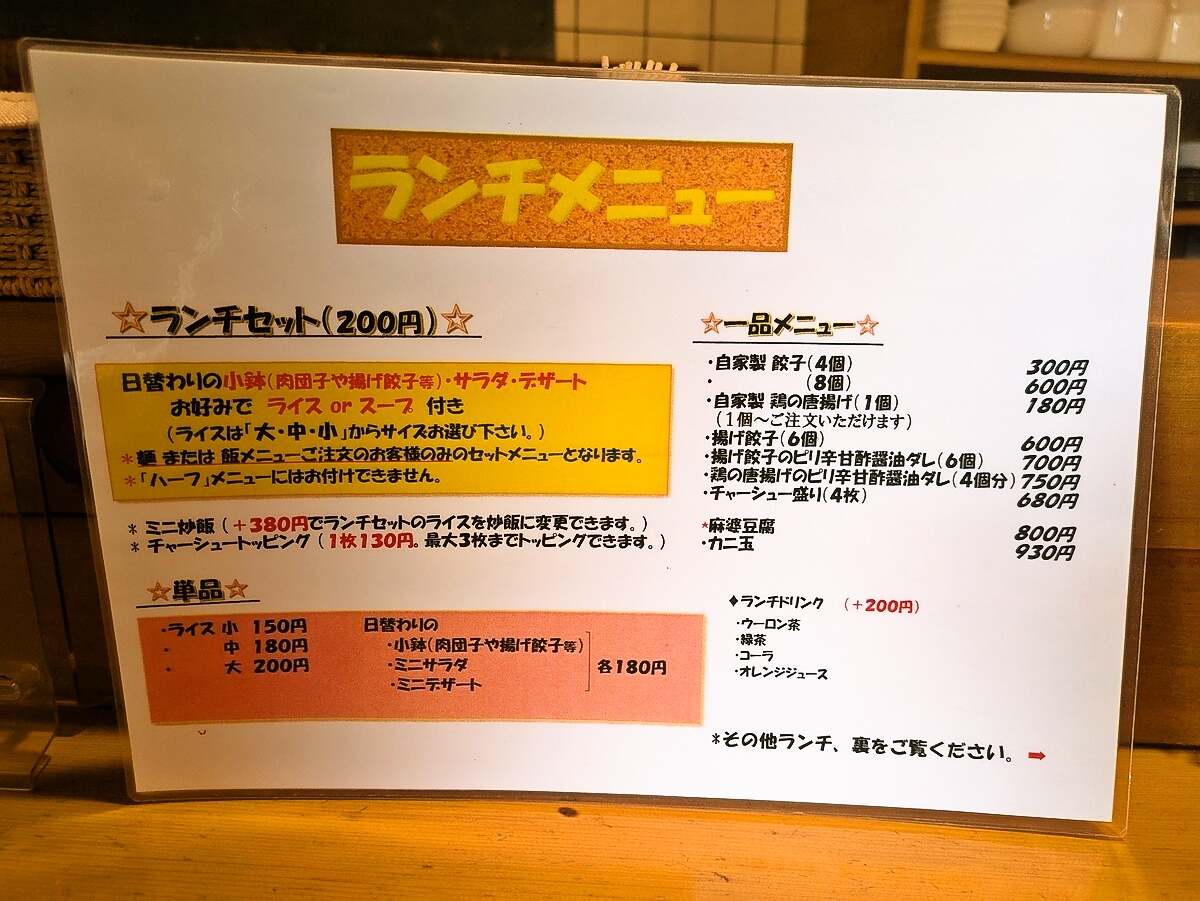 ランチメニュー
☆ランチセット(200円)☆
日替わりの小鉢(肉団子や揚げ餃子等)・サラダ・デザート
お好みで ライス or スープ 付き
(ライスは「大・中・小」からサイズお選び下さい。)
*麺 または 飯メニューご注文のお客様のみのセットメニューとなります。
*「ハーフ」メニューにはお付けできません。
* ミニ炒飯 (+380円でランチセットのライスを炒飯に変更できます。)
* チャーシュートッピング (1枚130円。最大3枚までトッピングできます。)
☆単品☆
・ライス 小 150円
・ 中 180円
・ 大 200円
日替わりの
・小鉢(肉団子や揚げ餃子等)
・ミニサラダ
・ミニデザート
各180円
☆一品メニュー☆
・自家製 餃子(4個) 300円
・ (8個) 600円
・自家製 鶏の唐揚げ(1個) 180円
(1個~ご注文いただけます)
・揚げ餃子(6個) 600円
・揚げ餃子のピリ辛甘酢醤油ダレ(6個) 700円
・鶏の唐揚げのピリ辛甘酢醤油ダレ(4個分) 750円
・チャーシュー盛り(4枚) 680円
*麻婆豆腐 800円
・カニ玉 930円
♦ランチドリンク (+200円)
・ウーロン茶
・緑茶
・コーラ
・オレンジジュース
*その他ランチ、裏をご覧ください。➡